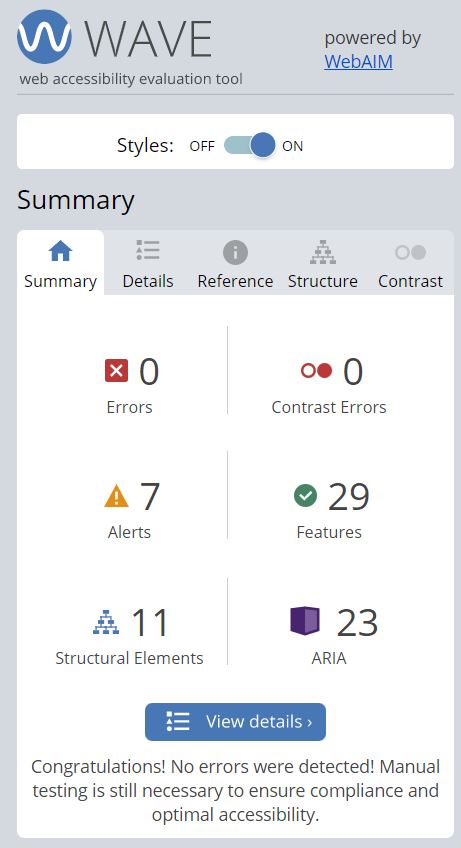 WAVE
web accessibility evaluation tool
powered by
WebAIM
Styles: OFF ON
Summary
Summary Details Reference Structure Contrast
0
Errors
0
Contrast Errors
7
Alerts
29
Features
11
Structural Elements
23
ARIA
View details ›
Congratulations! No errors were detected! Manual
testing is still necessary to ensure compliance and
optimal accessibility.